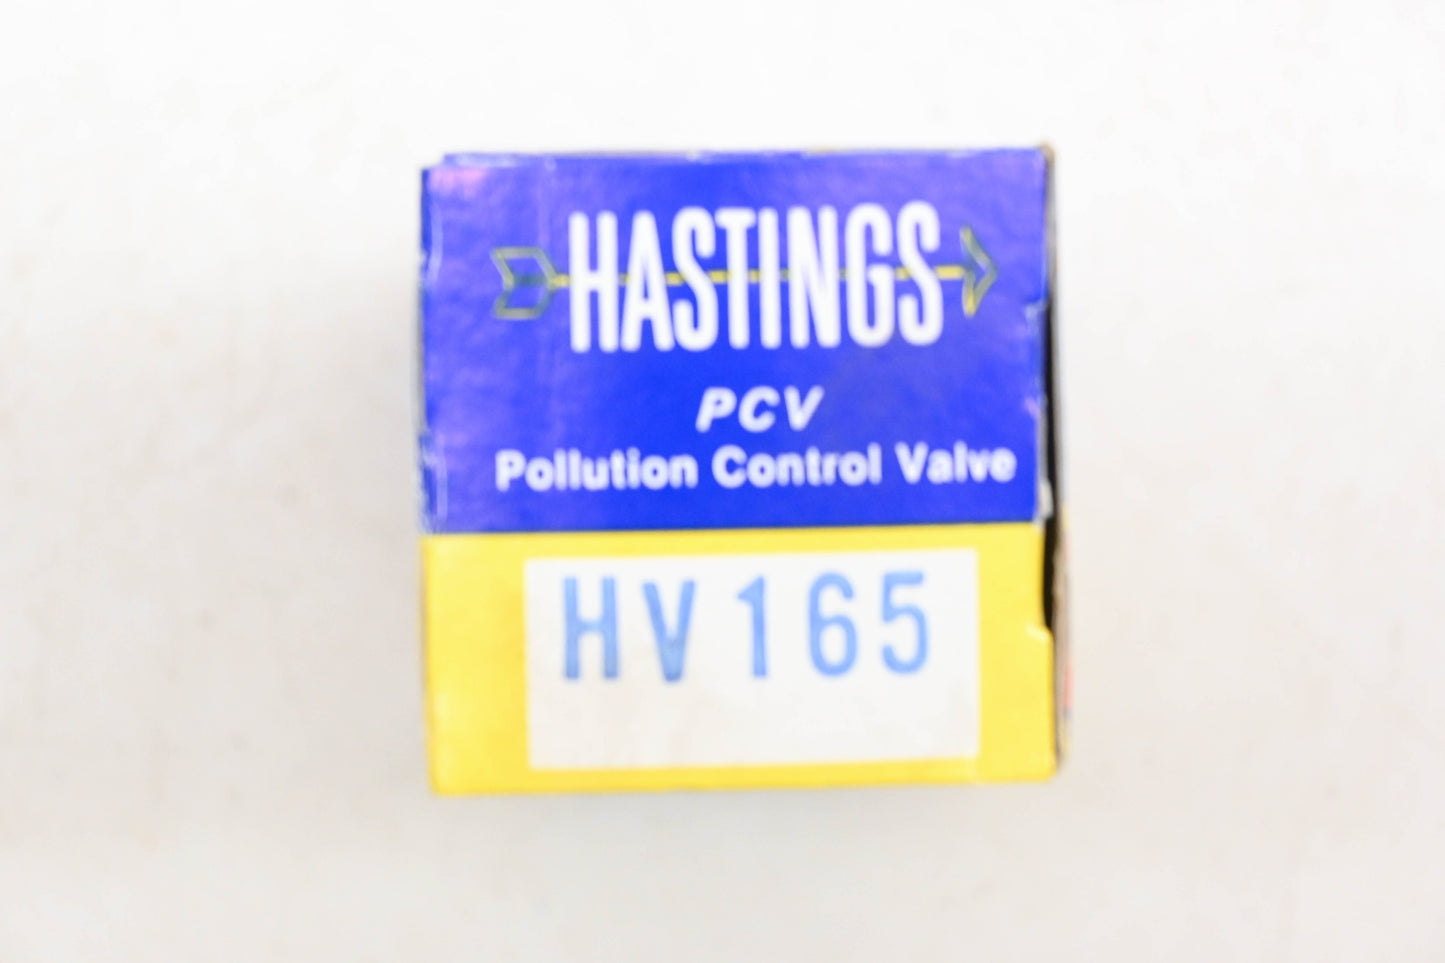 HASTINGS
PCV
Pollution Control Valve
HV165